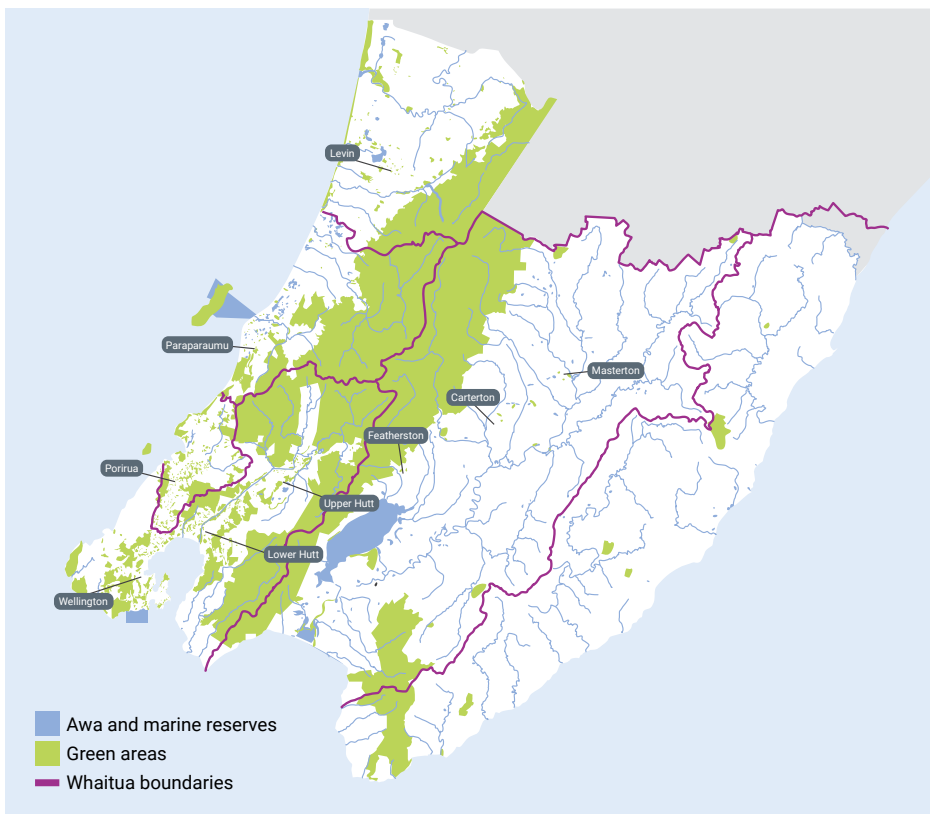 Levin
Paraparaumu
Masterton
Carterton
Featherston
Porirua
Upper Hutt
Lower Hutt
Wellington
Awa and marine reserves
Green areas
Whaitua boundaries